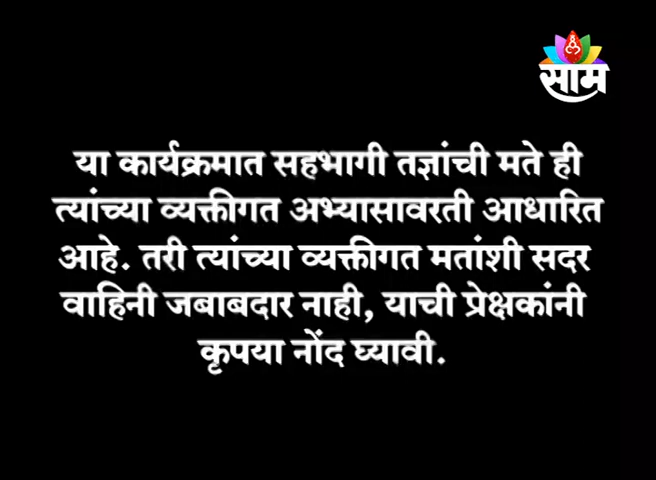 साम
या कार्यक्रमात सहभागी तज्ञांची मते ही
त्यांच्या व्यक्तीगत अभ्यासावरती आधारित
आहे. तरी त्यांच्या व्यक्तीगत मतांशी सदर
वाहिनी जबाबदार नाही, याची प्रेक्षकांनी
कृपया नोंद घ्यावी.